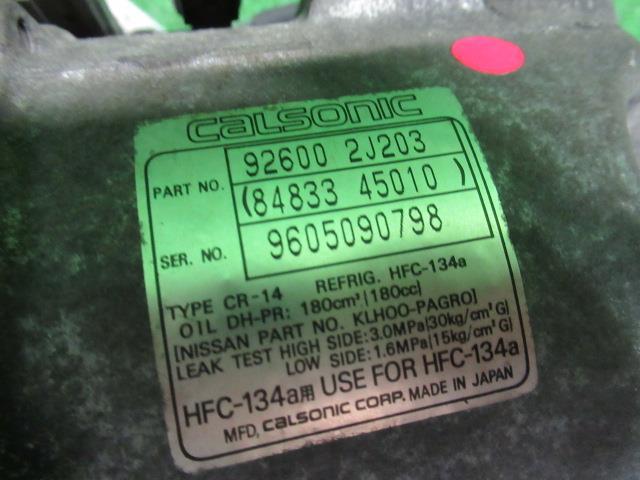 CALSONIC
PART NO. 92600 2J203
(84833 45010 )
SER. NO. 9605090798
TYPE CR-14 REFRIG. HFC-134a
OIL DH-PR: 180cm³ [180cc]
[NISSAN PART NO. KLHOO-PAGRO]
LEAK TEST HIGH SIDE: 3.0MPa[30kg/cm²G]
LOW SIDE: 1.6MPa[15kg/cm²G]
HFC-134a用 USE FOR HFC-134a
MFD, CALSONIC CORP. MADE IN JAPAN